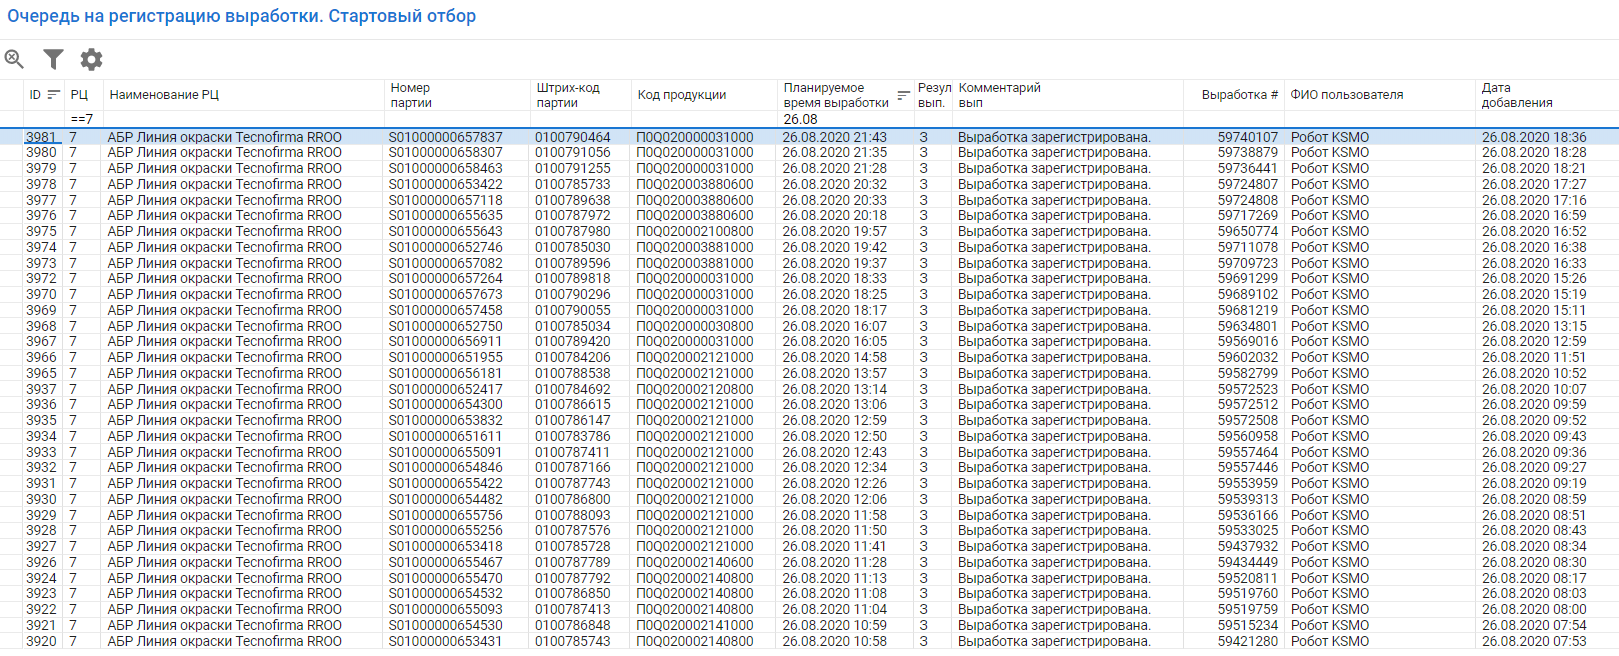 Очередь на регистрацию выработки. Стартовый отбор
ID РЦ Наименование РЦ Номер партии Штрих-код партии Код продукции Планируемое время выработки Резул вып. Комментарий вып Выработка # ФИО пользователя Дата добавления
==7 26.08
3981 7 АБР Линия окраски Tecnofirma RROO S01000000657837 0100790464 П0Q020000031000 26.08.2020 21:43 З Выработка зарегистрирована. 59740107 Робот KSMO 26.08.2020 18:36
3980 7 АБР Линия окраски Tecnofirma RROO S01000000658307 0100791056 П0Q020000031000 26.08.2020 21:35 З Выработка зарегистрирована. 59738879 Робот KSMO 26.08.2020 18:28
3979 7 АБР Линия окраски Tecnofirma RROO S01000000658463 0100791255 П0Q020000031000 26.08.2020 21:28 З Выработка зарегистрирована. 59736441 Робот KSMO 26.08.2020 18:21
3978 7 АБР Линия окраски Tecnofirma RROO S01000000653422 0100785733 П0Q020003880600 26.08.2020 20:32 З Выработка зарегистрирована. 59724807 Робот KSMO 26.08.2020 17:27
3977 7 АБР Линия окраски Tecnofirma RROO S01000000657118 0100789638 П0Q020003880600 26.08.2020 20:33 З Выработка зарегистрирована. 59724808 Робот KSMO 26.08.2020 17:16
3976 7 АБР Линия окраски Tecnofirma RROO S01000000655635 0100787972 П0Q020003880600 26.08.2020 20:18 З Выработка зарегистрирована. 59717269 Робот KSMO 26.08.2020 16:59
3975 7 АБР Линия окраски Tecnofirma RROO S01000000655643 0100787980 П0Q020002100800 26.08.2020 19:57 З Выработка зарегистрирована. 59650774 Робот KSMO 26.08.2020 16:52
3974 7 АБР Линия окраски Tecnofirma RROO S01000000652746 0100785030 П0Q020003881000 26.08.2020 19:42 З Выработка зарегистрирована. 59711078 Робот KSMO 26.08.2020 16:38
3973 7 АБР Линия окраски Tecnofirma RROO S01000000657082 0100789596 П0Q020003881000 26.08.2020 19:37 З Выработка зарегистрирована. 59709723 Робот KSMO 26.08.2020 16:33
3972 7 АБР Линия окраски Tecnofirma RROO S01000000657264 0100789818 П0Q020000031000 26.08.2020 18:33 З Выработка зарегистрирована. 59691299 Робот KSMO 26.08.2020 15:26
3970 7 АБР Линия окраски Tecnofirma RROO S01000000657673 0100790296 П0Q020000031000 26.08.2020 18:25 З Выработка зарегистрирована. 59689102 Робот KSMO 26.08.2020 15:19
3969 7 АБР Линия окраски Tecnofirma RROO S01000000657458 0100790055 П0Q020000031000 26.08.2020 18:17 З Выработка зарегистрирована. 59681219 Робот KSMO 26.08.2020 15:11
3968 7 АБР Линия окраски Tecnofirma RROO S01000000652750 0100785034 П0Q020000030800 26.08.2020 16:07 З Выработка зарегистрирована. 59634801 Робот KSMO 26.08.2020 13:15
3967 7 АБР Линия окраски Tecnofirma RROO S01000000656911 0100789420 П0Q020000031000 26.08.2020 16:05 З Выработка зарегистрирована. 59569016 Робот KSMO 26.08.2020 12:59
3966 7 АБР Линия окраски Tecnofirma RROO S01000000651955 0100784206 П0Q020002121000 26.08.2020 14:58 З Выработка зарегистрирована. 59602032 Робот KSMO 26.08.2020 11:51
3965 7 АБР Линия окраски Tecnofirma RROO S01000000656181 0100788538 П0Q020002121000 26.08.2020 13:57 З Выработка зарегистрирована. 59582799 Робот KSMO 26.08.2020 10:52
3937 7 АБР Линия окраски Tecnofirma RROO S01000000652417 0100784692 П0Q020002120800 26.08.2020 13:14 З Выработка зарегистрирована. 59572523 Робот KSMO 26.08.2020 10:07
3936 7 АБР Линия окраски Tecnofirma RROO S01000000654300 0100786615 П0Q020002121000 26.08.2020 13:06 З Выработка зарегистрирована. 59572512 Робот KSMO 26.08.2020 09:59
3935 7 АБР Линия окраски Tecnofirma RROO S01000000653832 0100786147 П0Q020002121000 26.08.2020 12:59 З Выработка зарегистрирована. 59572508 Робот KSMO 26.08.2020 09:52
3934 7 АБР Линия окраски Tecnofirma RROO S01000000651611 0100783786 П0Q020002121000 26.08.2020 12:50 З Выработка зарегистрирована. 59560958 Робот KSMO 26.08.2020 09:43
3933 7 АБР Линия окраски Tecnofirma RROO S01000000655091 0100787411 П0Q020002121000 26.08.2020 12:43 З Выработка зарегистрирована. 59557464 Робот KSMO 26.08.2020 09:36
3932 7 АБР Линия окраски Tecnofirma RROO S01000000654846 0100787166 П0Q020002121000 26.08.2020 12:34 З Выработка зарегистрирована. 59557446 Робот KSMO 26.08.2020 09:27
3931 7 АБР Линия окраски Tecnofirma RROO S01000000655422 0100787743 П0Q020002121000 26.08.2020 12:26 З Выработка зарегистрирована. 59553959 Робот KSMO 26.08.2020 09:19
3930 7 АБР Линия окраски Tecnofirma RROO S01000000654482 0100786800 П0Q020002121000 26.08.2020 12:06 З Выработка зарегистрирована. 59539313 Робот KSMO 26.08.2020 08:59
3929 7 АБР Линия окраски Tecnofirma RROO S01000000655756 0100788093 П0Q020002121000 26.08.2020 11:58 З Выработка зарегистрирована. 59536166 Робот KSMO 26.08.2020 08:51
3928 7 АБР Линия окраски Tecnofirma RROO S01000000655256 0100787576 П0Q020002121000 26.08.2020 11:50 З Выработка зарегистрирована. 59533025 Робот KSMO 26.08.2020 08:43
3927 7 АБР Линия окраски Tecnofirma RROO S01000000653418 0100785728 П0Q020002121000 26.08.2020 11:41 З Выработка зарегистрирована. 59437932 Робот KSMO 26.08.2020 08:34
3926 7 АБР Линия окраски Tecnofirma RROO S01000000655467 0100787789 П0Q020002140600 26.08.2020 11:28 З Выработка зарегистрирована. 59434449 Робот KSMO 26.08.2020 08:30
3924 7 АБР Линия окраски Tecnofirma RROO S01000000655470 0100787792 П0Q020002140800 26.08.2020 11:13 З Выработка зарегистрирована. 59520811 Робот KSMO 26.08.2020 08:17
3923 7 АБР Линия окраски Tecnofirma RROO S01000000654532 0100786850 П0Q020002140800 26.08.2020 11:08 З Выработка зарегистрирована. 59519760 Робот KSMO 26.08.2020 08:03
3922 7 АБР Линия окраски Tecnofirma RROO S01000000655093 0100787413 П0Q020002140800 26.08.2020 11:04 З Выработка зарегистрирована. 59519759 Робот KSMO 26.08.2020 08:00
3921 7 АБР Линия окраски Tecnofirma RROO S01000000654530 0100786848 П0Q020002141000 26.08.2020 10:59 З Выработка зарегистрирована. 59515234 Робот KSMO 26.08.2020 07:54
3920 7 АБР Линия окраски Tecnofirma RROO S01000000653431 0100785743 П0Q020002140800 26.08.2020 10:58 З Выработка зарегистрирована. 59421280 Робот KSMO 26.08.2020 07:53